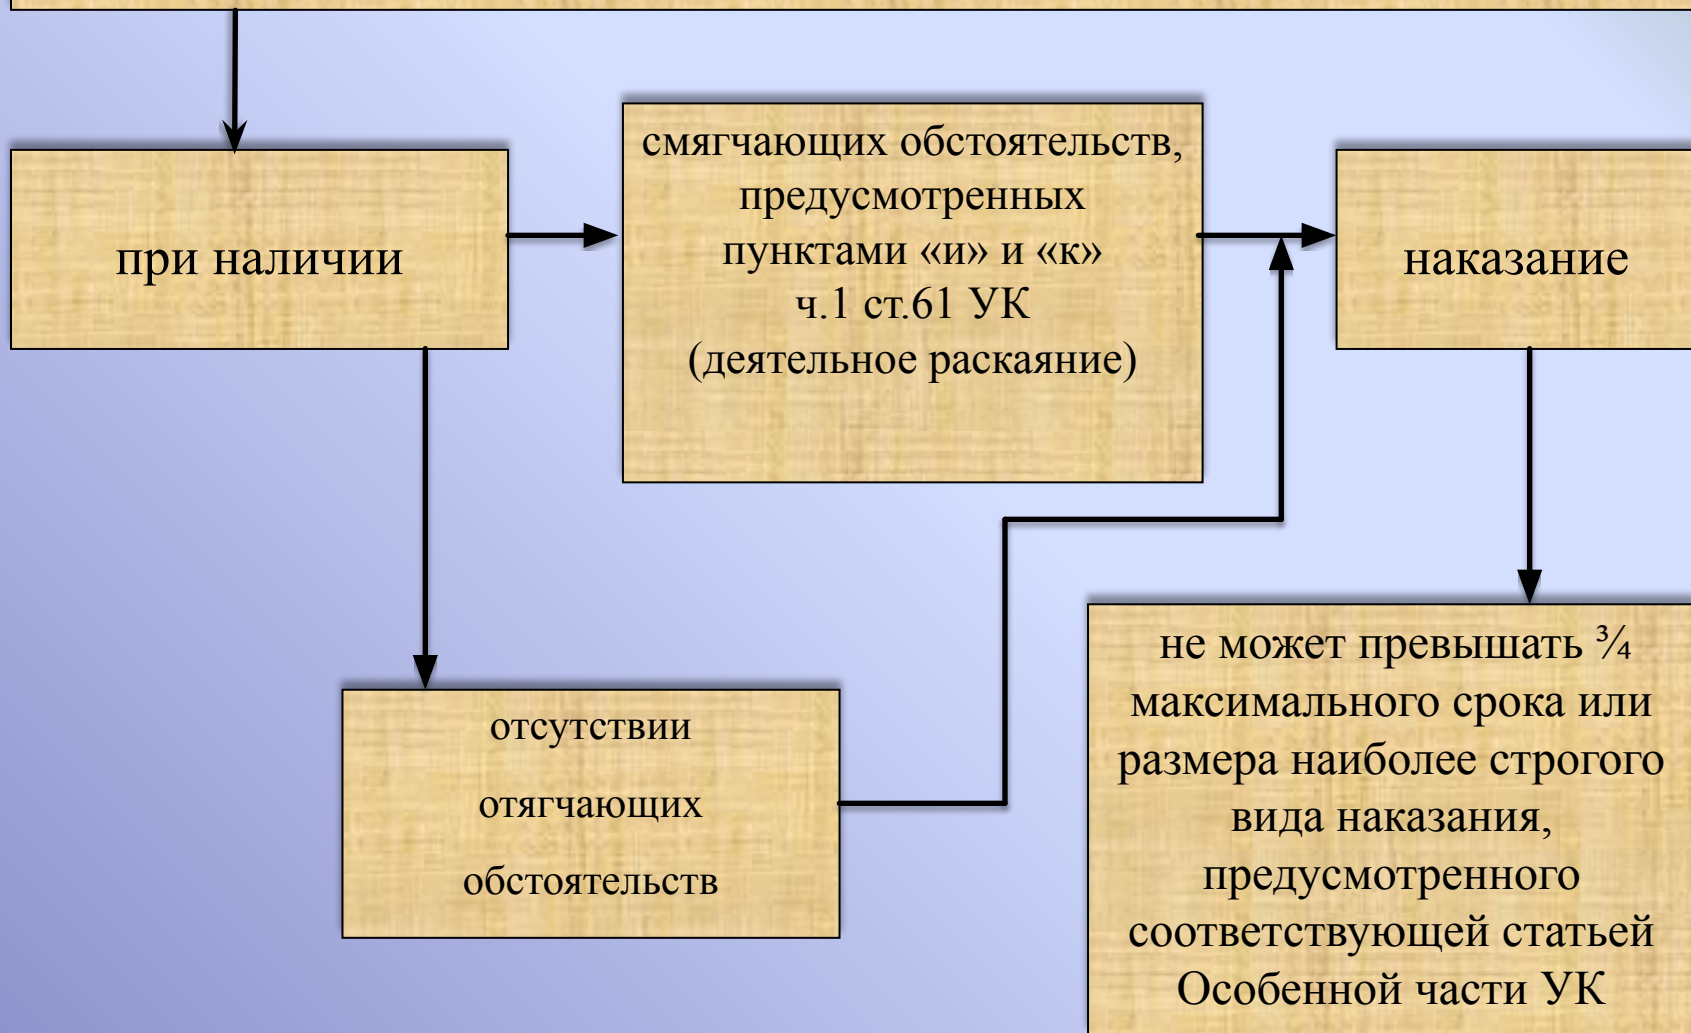 при наличии
смягчающих обстоятельств,
предусмотренных
пунктами «и» и «к»
ч.1 ст.61 УК
(деятельное раскаяние)
наказание
отсутствии
отягчающих
обстоятельств
не может превышать ¾
максимального срока или
размера наиболее строгого
вида наказания,
предусмотренного
соответствующей статьей
Особенной части УК